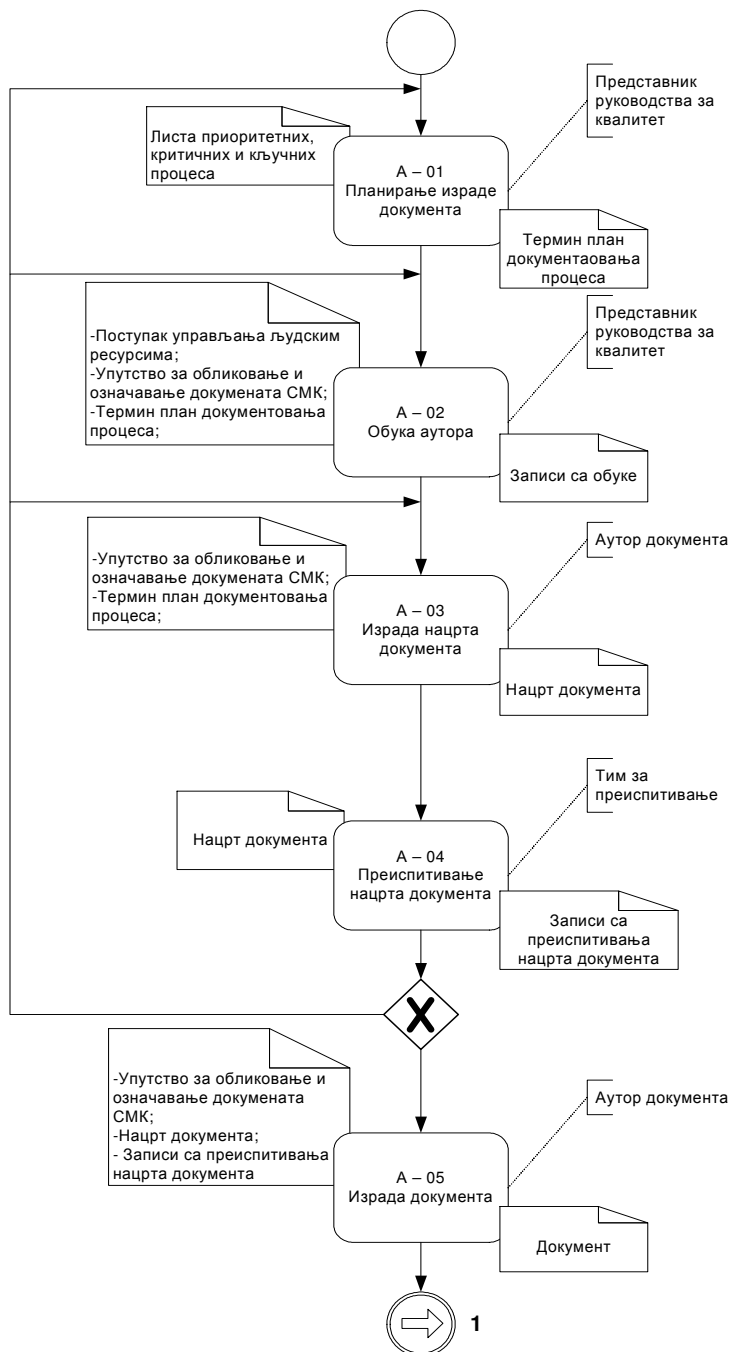 Представник
руководства за
квалитет
Листа приоритетних,
критичних и кључних
процеса
А – 01
Планирање израде
документа
Термин план
документаовања
процеса
-Поступак управљања људским
ресурсима;
-Упутство за обликовање и
означавање докумената СМК;
-Термин план документовања
процеса;
Представник
руководства за
квалитет
А – 02
Обука аутора
Записи са обуке
-Упутство за обликовање и
означавање докумената СМК;
-Термин план документовања
процеса;
Аутор документа
А – 03
Израда нацрта
документа
Нацрт документа
Тим за
преиспитивање
Нацрт документа
А – 04
Преиспитивање
нацрта документа
Записи са
преиспитивања
нацрта документа
X
-Упутство за обликовање и
означавање докумената
СМК;
-Нацрт документа;
- Записи са преиспитивања
нацрта документа
Аутор документа
А – 05
Израда документа
Документ
1